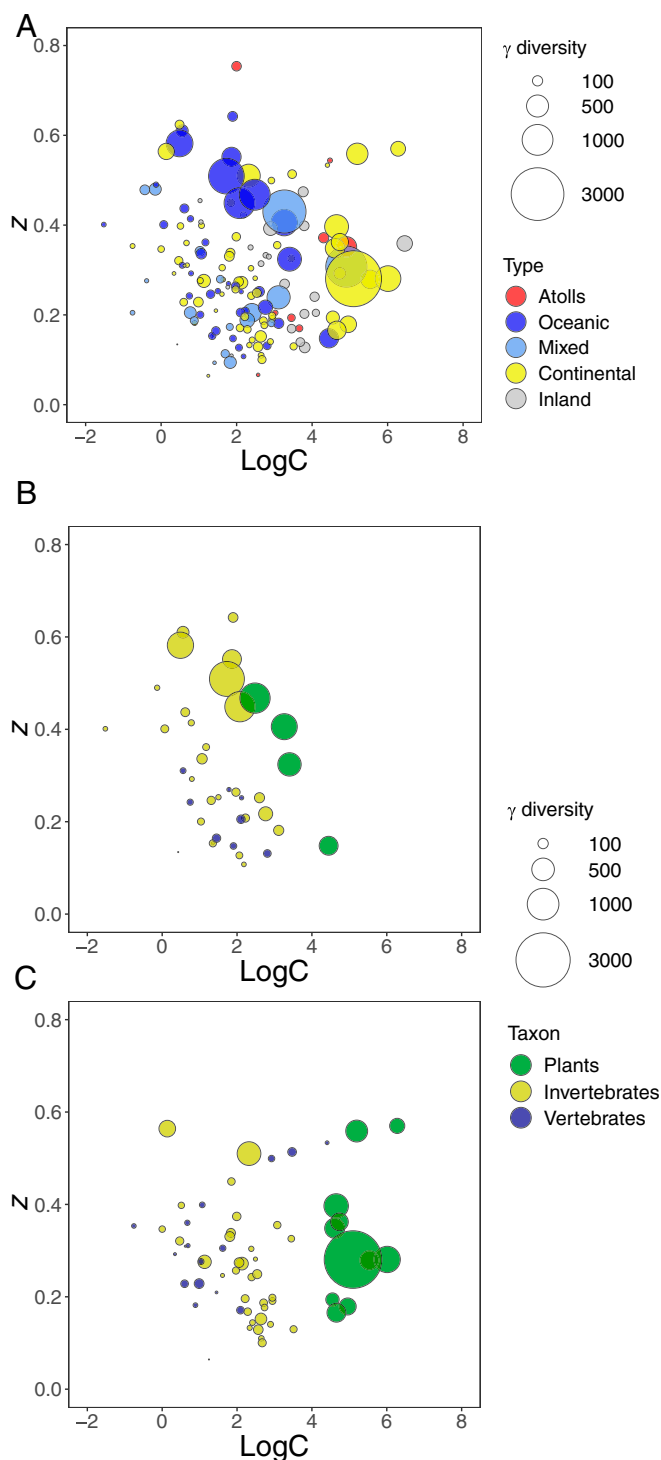 A
0.8
0.6
0.4
0.2
0.0
z
−2
0
2
4
6
8
LogC
γ diversity
100
500
1000
3000
Type
Atolls
Oceanic
Mixed
Continental
Inland
B
0.8
0.6
0.4
0.2
0.0
z
−2
0
2
4
6
8
LogC
γ diversity
100
500
1000
3000
C
0.8
0.6
0.4
0.2
0.0
z
−2
0
2
4
6
8
LogC
Taxon
Plants
Invertebrates
Vertebrates